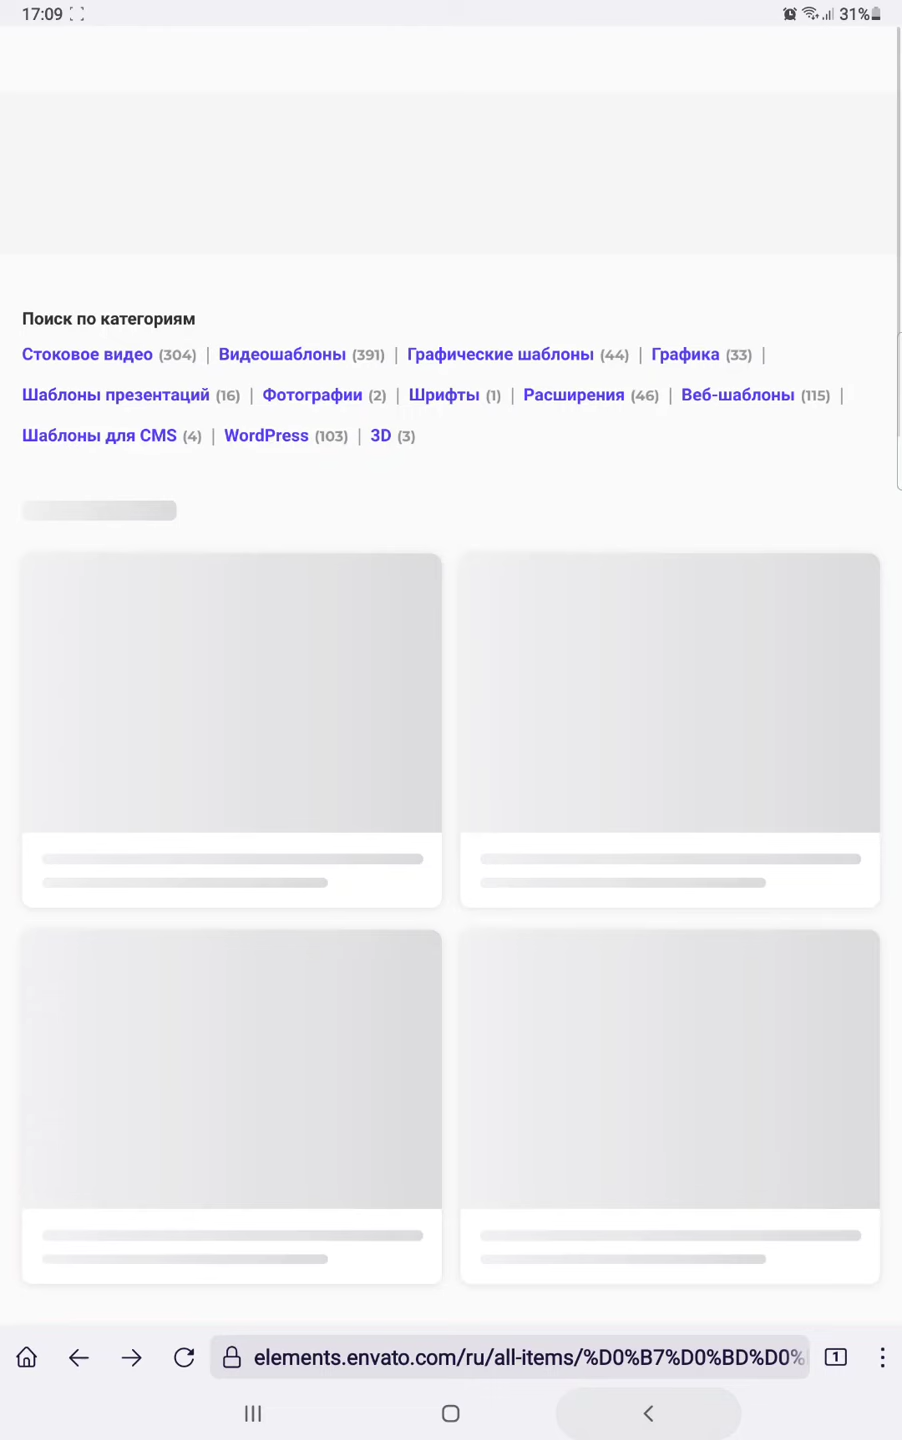 17:09 31%
Поиск по категориям
Стоковое видео (304) | Видеошаблоны (391) | Графические шаблоны (44) | Графика (33) |
Шаблоны презентаций (16) | Фотографии (2) | Шрифты (1) | Расширения (46) | Веб-шаблоны (115) |
Шаблоны для CMS (4) | WordPress (103) | 3D (3)
elements.envato.com/ru/all-items/%D0%B7%D0%BD%D0% 1